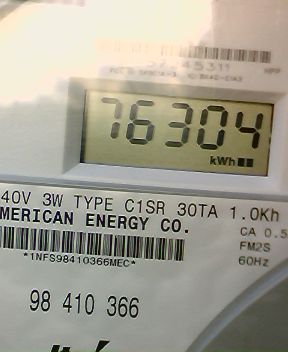 76304
kWh
40V 3W TYPE C1SR 30TA 1.0Kh
MERICAN ENERGY CO.
CA 0.5
FM2S
60Hz
*1NFS98410366MEC*
98 410 366